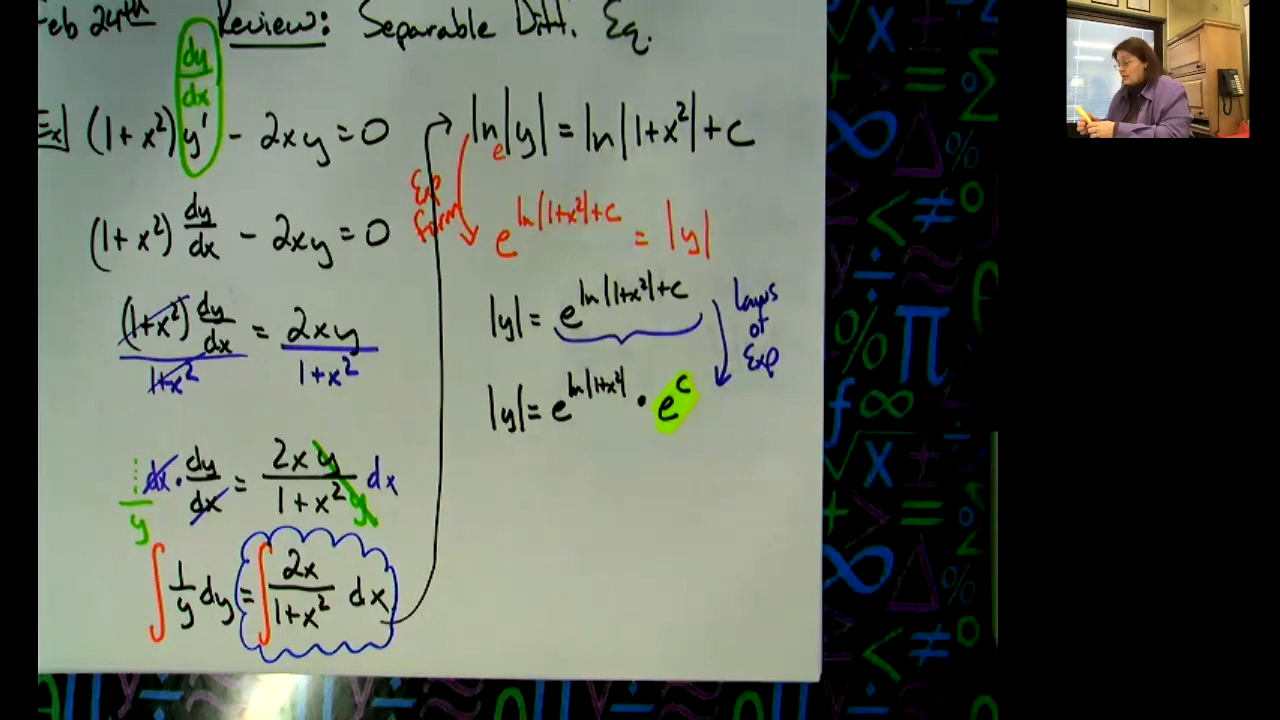 Feb 24th Review: Separable Diff. Eq.
dy/dx
Ex] (1+x²) y' - 2xy = 0
(1+x²) dy/dx - 2xy = 0
(1+x²) dy/dx / 1+x² = 2xy / 1+x²
1/y dx · dy/dx = 2xy / 1+x² y dx
∫ 1/y dy = ∫ 2x / 1+x² dx
ln|y| = ln|1+x²| + c
e
Exp
form
e^{ln|1+x²|+c} = |y|
|y| = e^{ln|1+x²|+c}
Laws
of
Exp
|y| = e^{ln|1+x²|} · e^c